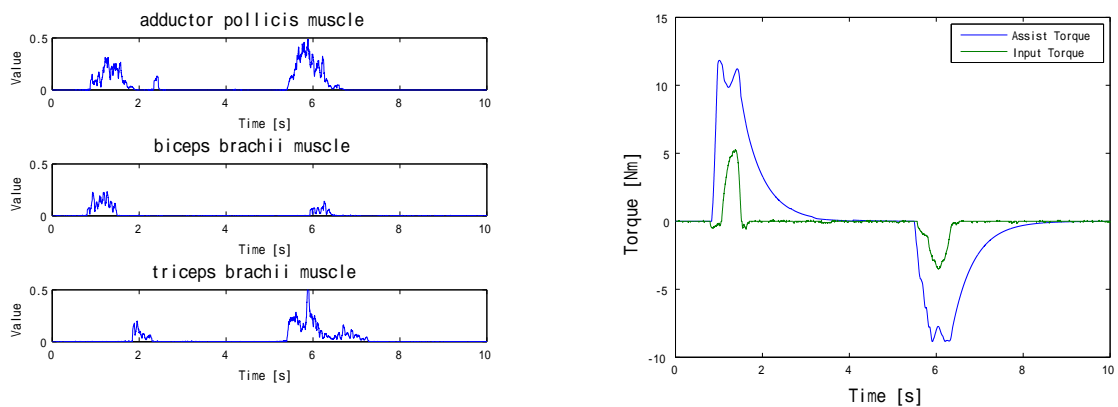 adductor pollicis muscle
0.5
Value
0
0 2 4 6 8 10
Time [s]
biceps brachii muscle
0.5
Value
0
0 2 4 6 8 10
Time [s]
triceps brachii muscle
0.5
Value
0
0 2 4 6 8 10
Time [s]
15
Assist Torque
Input Torque
10
5
Torque [Nm]
0
-5
-10
0 2 4 6 8 10
Time [s]